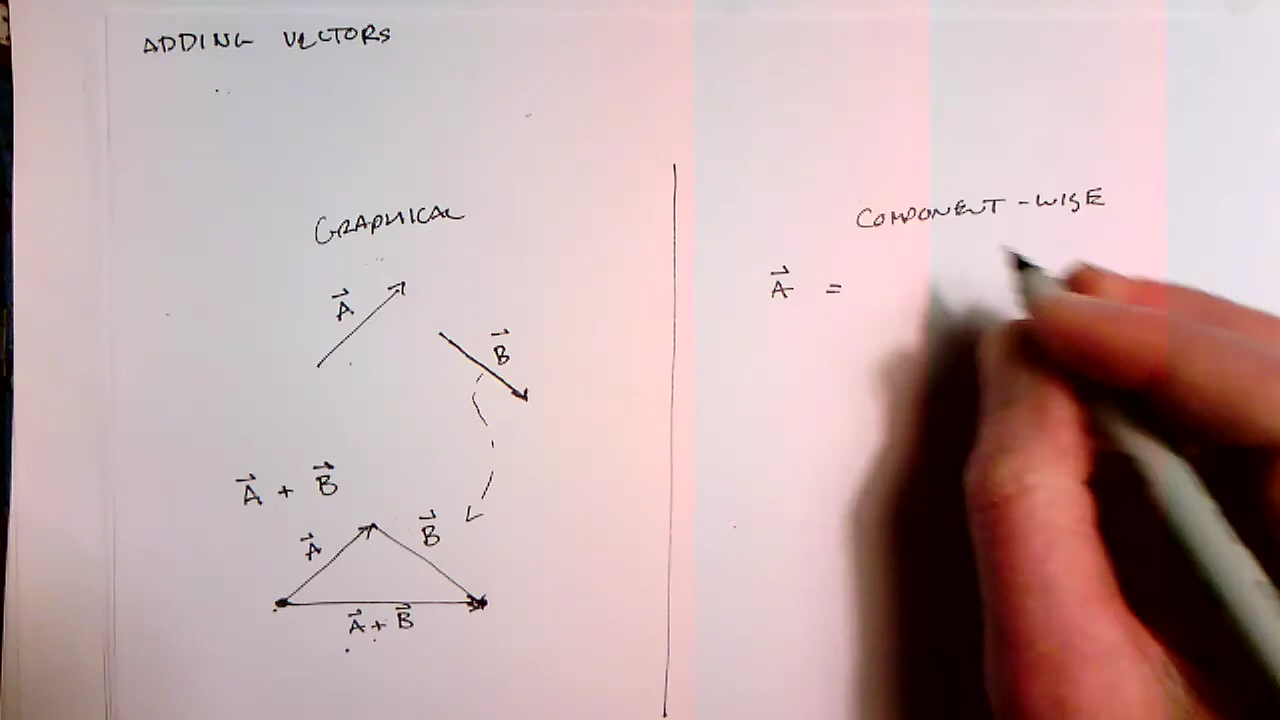 ADDING VECTORS
GRAPHICAL
A⃗
B⃗
A⃗ + B⃗
A⃗
B⃗
A⃗ + B⃗
COMPONENT-WISE
A⃗ =